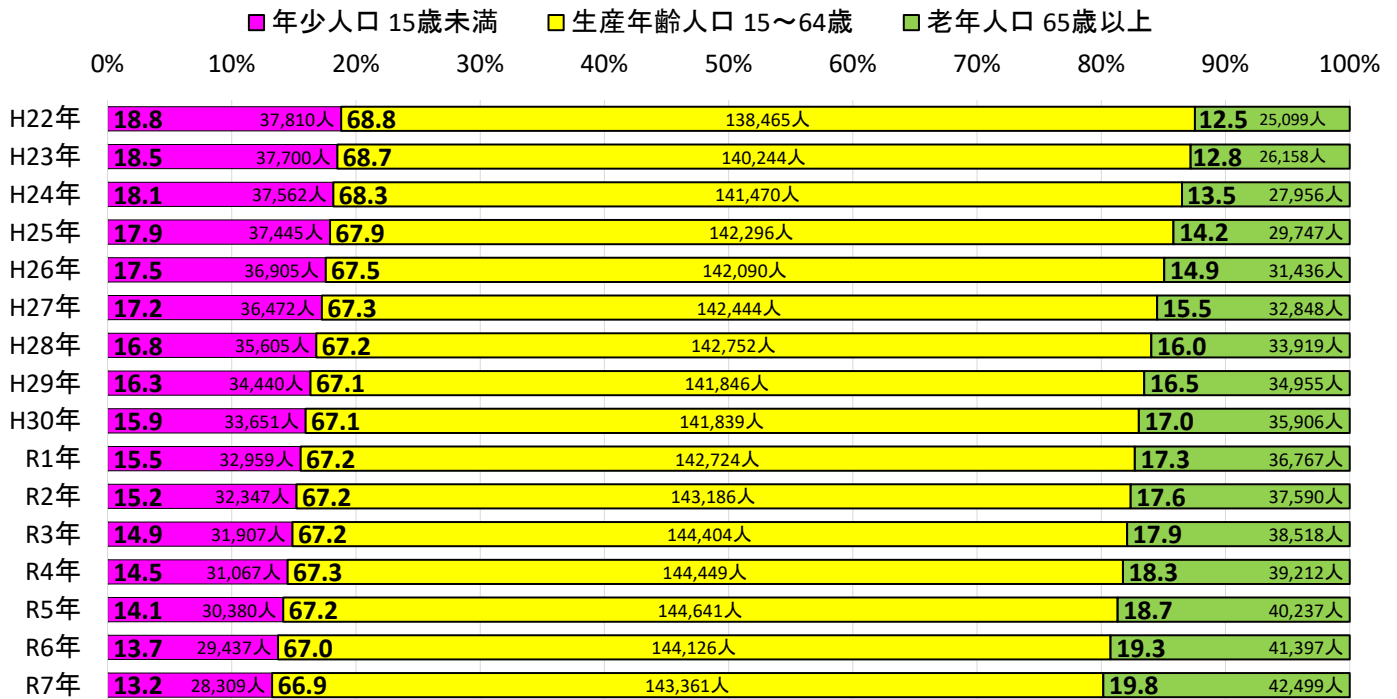 年少人口 15歳未満 生産年齢人口 15～64歳 老年人口 65歳以上
0% 10% 20% 30% 40% 50% 60% 70% 80% 90% 100%
H22年 18.8 37,810人 68.8 138,465人 12.5 25,099人
H23年 18.5 37,700人 68.7 140,244人 12.8 26,158人
H24年 18.1 37,562人 68.3 141,470人 13.5 27,956人
H25年 17.9 37,445人 67.9 142,296人 14.2 29,747人
H26年 17.5 36,905人 67.5 142,090人 14.9 31,436人
H27年 17.2 36,472人 67.3 142,444人 15.5 32,848人
H28年 16.8 35,605人 67.2 142,752人 16.0 33,919人
H29年 16.3 34,440人 67.1 141,846人 16.5 34,955人
H30年 15.9 33,651人 67.1 141,839人 17.0 35,906人
R1年 15.5 32,959人 67.2 142,724人 17.3 36,767人
R2年 15.2 32,347人 67.2 143,186人 17.6 37,590人
R3年 14.9 31,907人 67.2 144,404人 17.9 38,518人
R4年 14.5 31,067人 67.3 144,449人 18.3 39,212人
R5年 14.1 30,380人 67.2 144,641人 18.7 40,237人
R6年 13.7 29,437人 67.0 144,126人 19.3 41,397人
R7年 13.2 28,309人 66.9 143,361人 19.8 42,499人